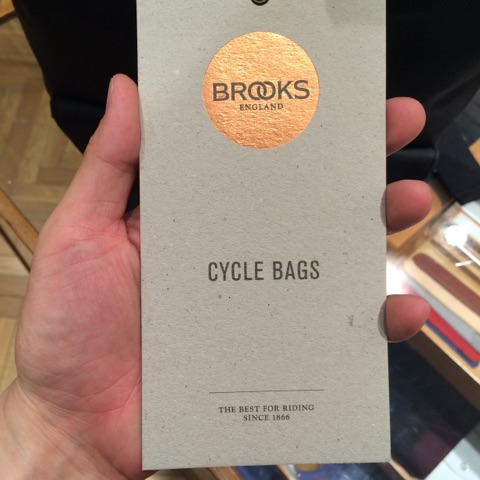 BROOKS
ENGLAND
CYCLE BAGS
THE BEST FOR RIDING
SINCE 1866